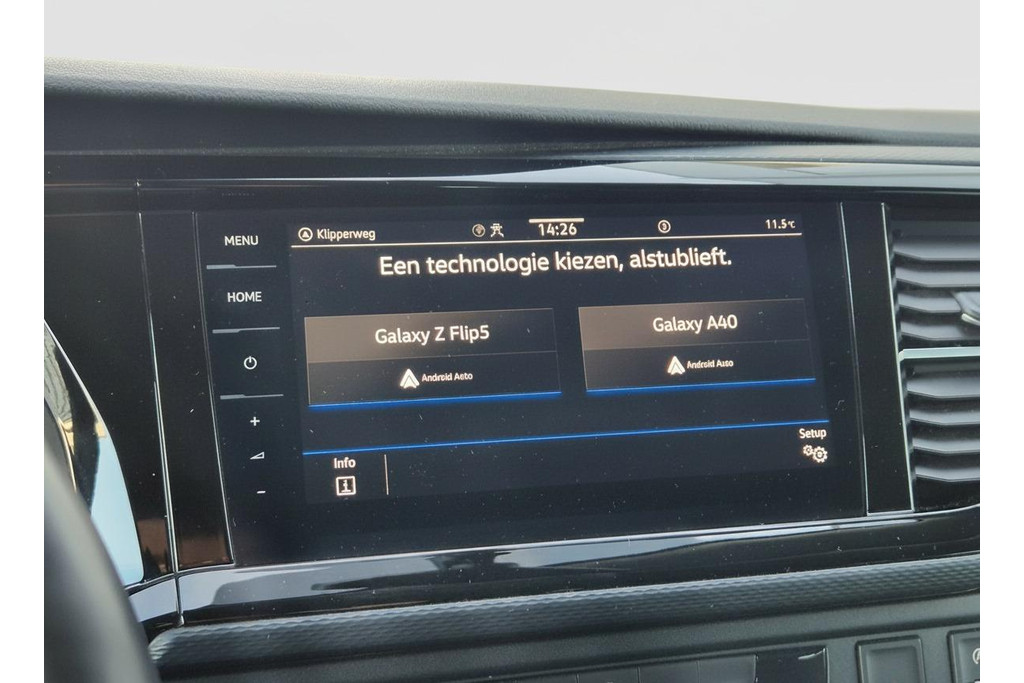 MENU
HOME
Klipperweg
14:26
11.5°C
Een technologie kiezen, alstublieft.
Galaxy Z Flip5
Android Auto
Galaxy A40
Android Auto
Info
Setup